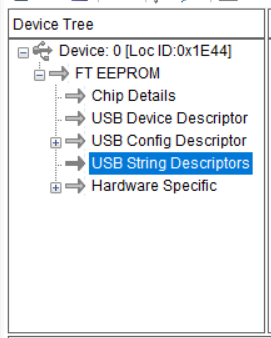 Device Tree
Device: 0 [Loc ID:0x1E44]
FT EEPROM
Chip Details
USB Device Descriptor
USB Config Descriptor
USB String Descriptors
Hardware Specific